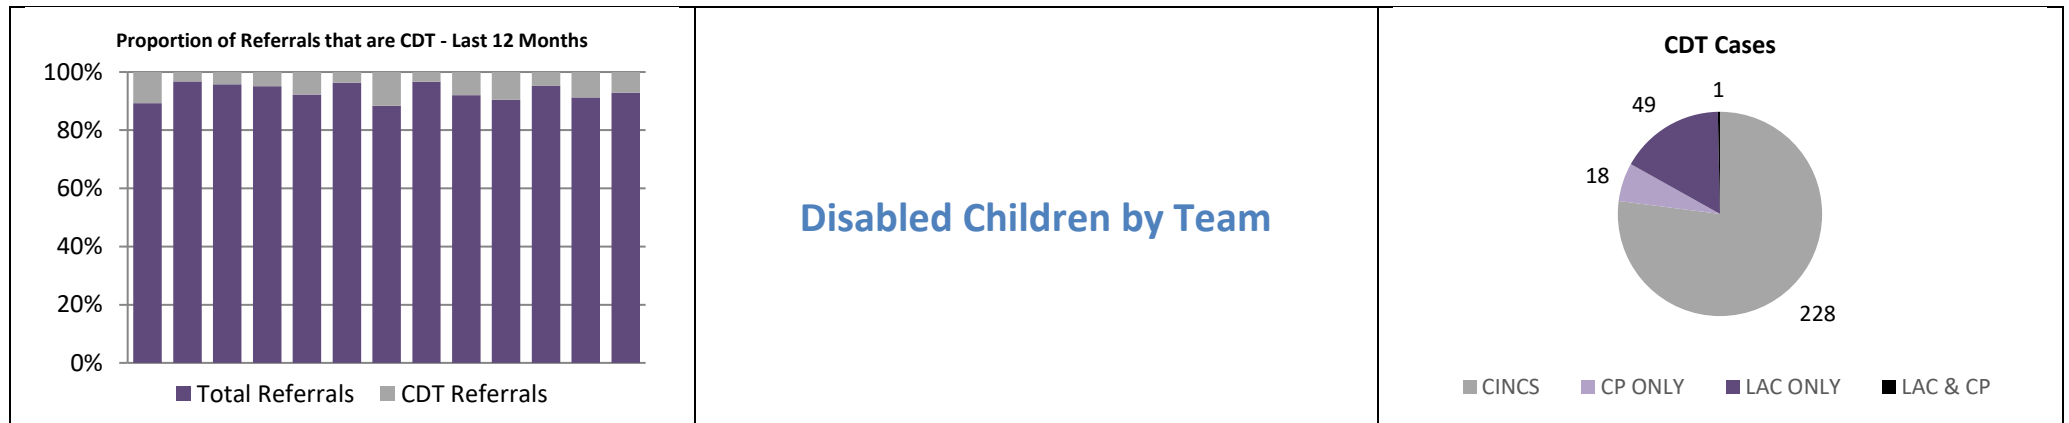 Proportion of Referrals that are CDT - Last 12 Months
100%
80%
60%
40%
20%
0%
Total Referrals CDT Referrals
Disabled Children by Team
CDT Cases
1
49
18
228
CINCS CP ONLY LAC ONLY LAC & CP